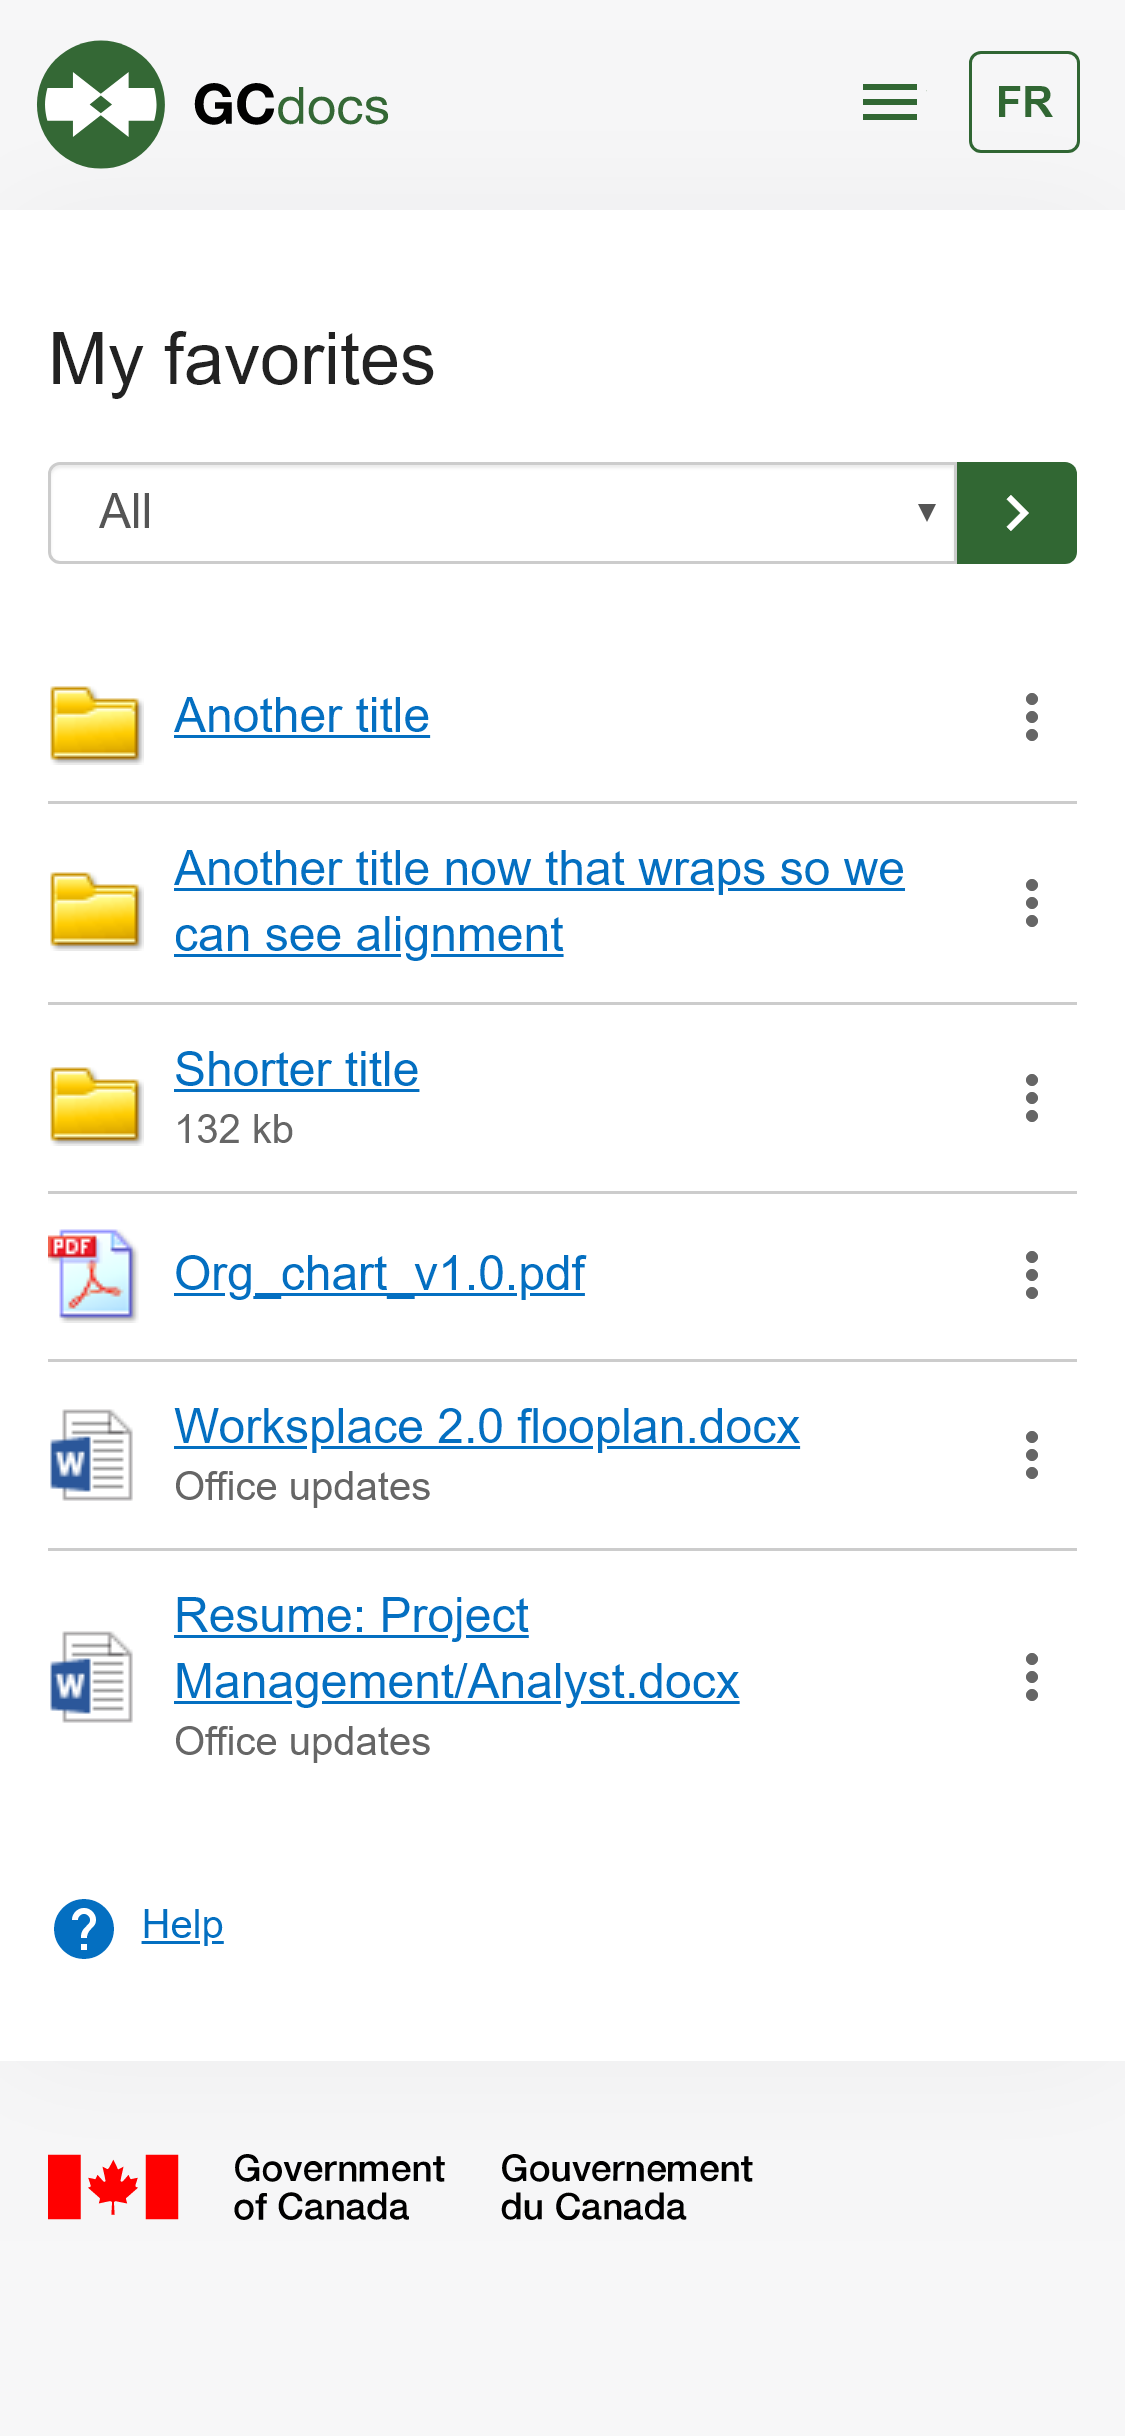 GCdocs
FR
My favorites
All
Another title
Another title now that wraps so we
can see alignment
Shorter title
132 kb
PDF
Org_chart_v1.0.pdf
W
Worksplace 2.0 flooplan.docx
Office updates
W
Resume: Project
Management/Analyst.docx
Office updates
? Help
Government
of Canada
Gouvernement
du Canada